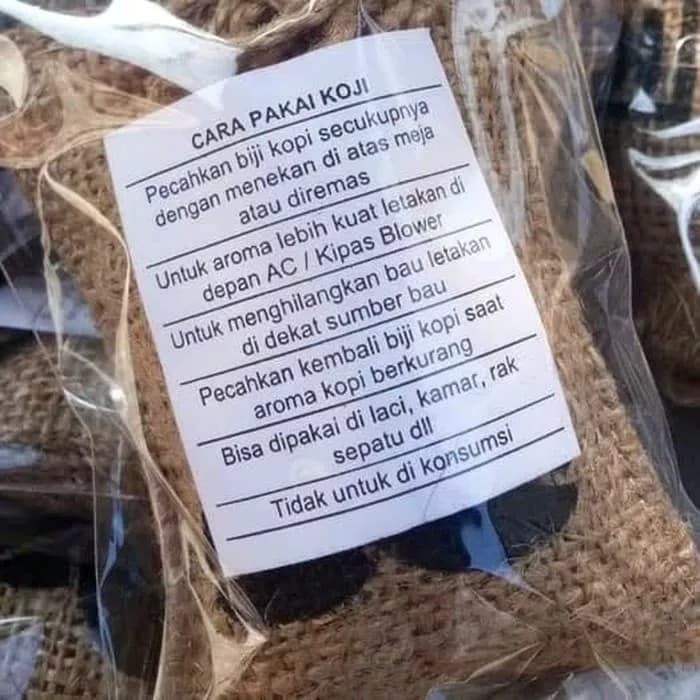 CARA PAKAI KOJI
Pecahkan biji kopi secukupnya
dengan menekan di atas meja
atau diremas
Untuk aroma lebih kuat letakan di
depan AC / Kipas Blower
Untuk menghilangkan bau letakan
di dekat sumber bau
Pecahkan kembali biji kopi saat
aroma kopi berkurang
Bisa dipakai di laci, kamar, rak
sepatu dll
Tidak untuk di konsumsi